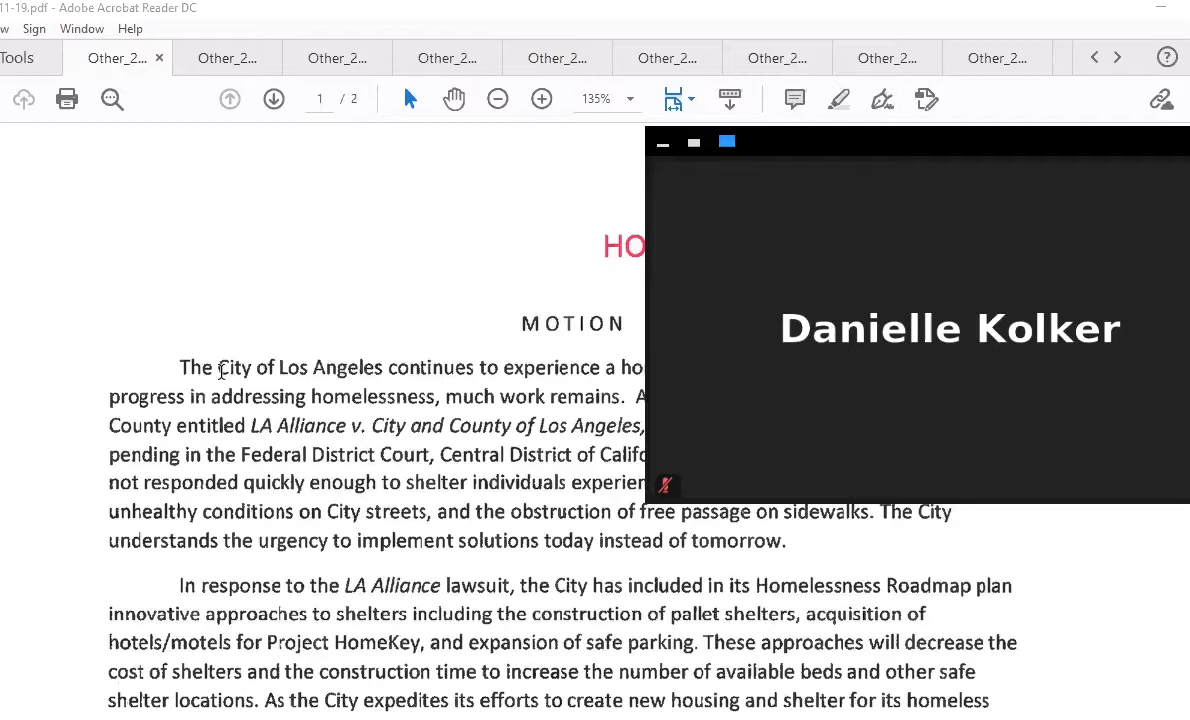 11-19.pdf - Adobe Acrobat Reader DC
w Sign Window Help
Tools Other_2... × Other_2... Other_2... Other_2... Other_2... Other_2... Other_2... Other_2... Other_2... ?
1 / 2 135%
HO
MOTION
Danielle Kolker
The City of Los Angeles continues to experience a ho
progress in addressing homelessness, much work remains. A
County entitled LA Alliance v. City and County of Los Angeles,
pending in the Federal District Court, Central District of Califo
not responded quickly enough to shelter individuals experien
unhealthy conditions on City streets, and the obstruction of free passage on sidewalks. The City
understands the urgency to implement solutions today instead of tomorrow.
In response to the LA Alliance lawsuit, the City has included in its Homelessness Roadmap plan
innovative approaches to shelters including the construction of pallet shelters, acquisition of
hotels/motels for Project HomeKey, and expansion of safe parking. These approaches will decrease the
cost of shelters and the construction time to increase the number of available beds and other safe
shelter locations. As the City expedites its efforts to create new housing and shelter for its homeless